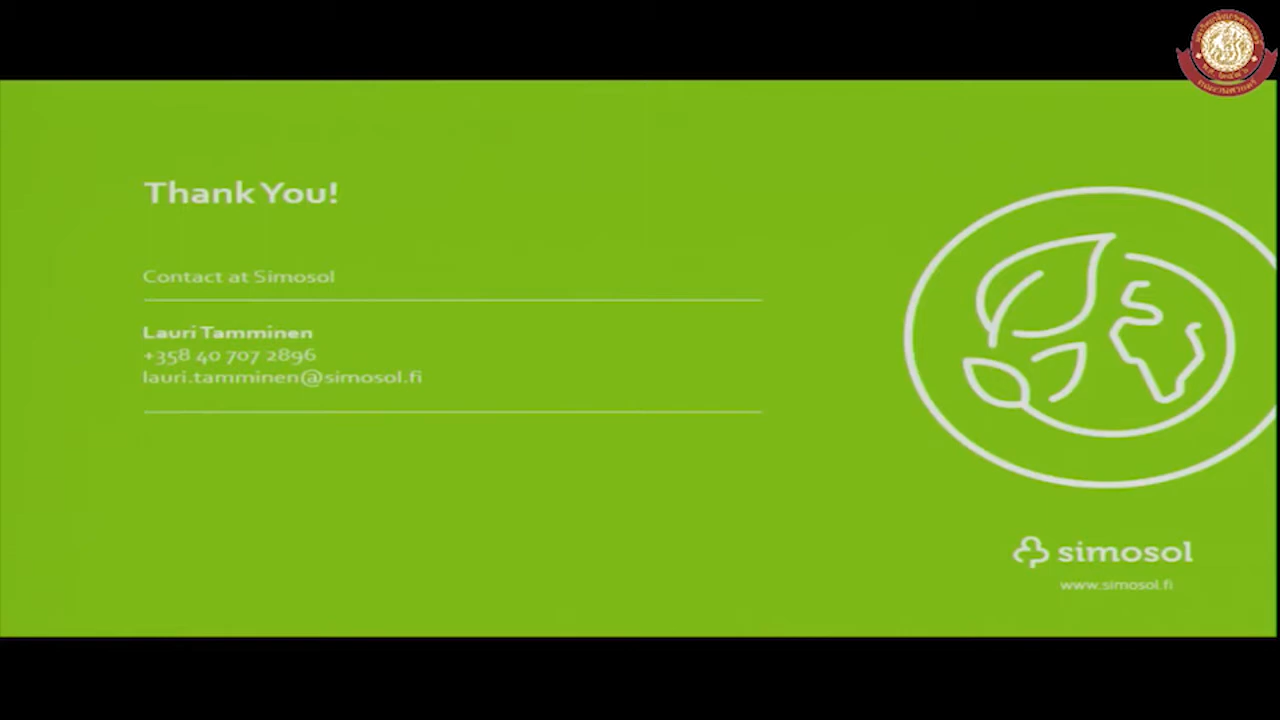 Thank You!
Contact at Simosol
Lauri Tamminen
+358 40 707 2896
lauri.tamminen@simosol.fi
simosol
www.simosol.fi